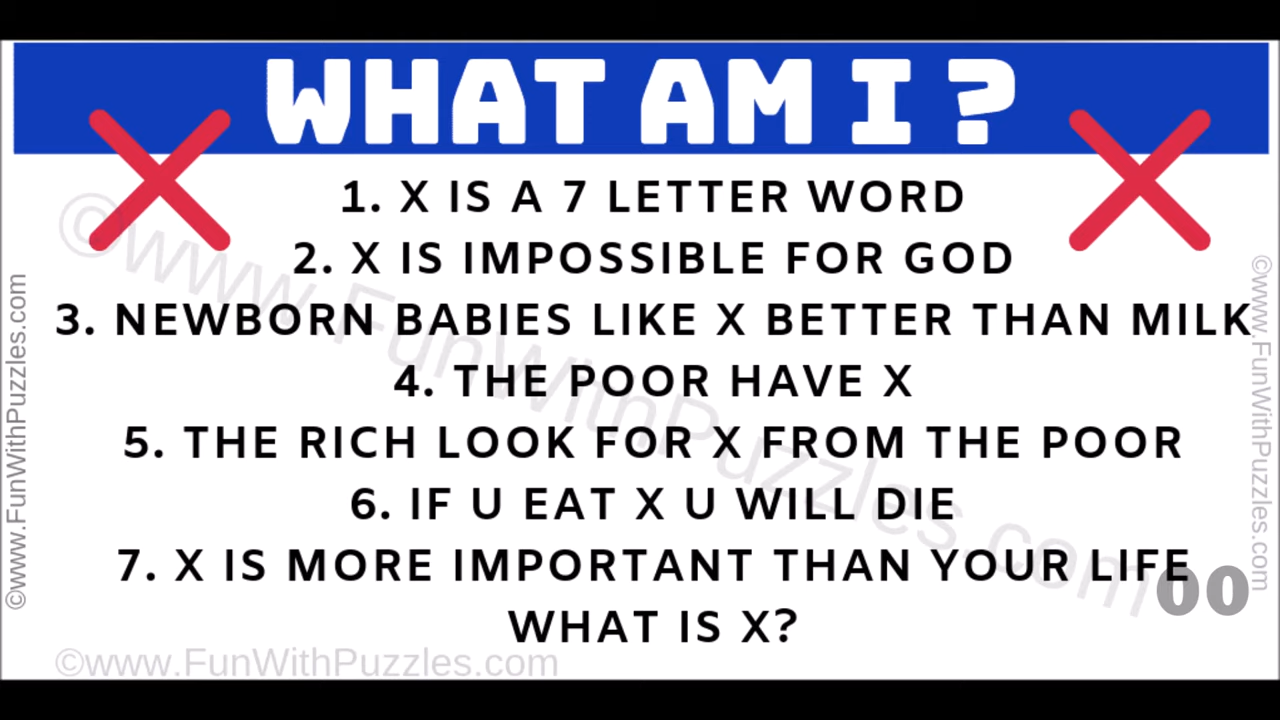 WHAT AM I ?
1. X IS A 7 LETTER WORD
2. X IS IMPOSSIBLE FOR GOD
3. NEWBORN BABIES LIKE X BETTER THAN MILK
4. THE POOR HAVE X
5. THE RICH LOOK FOR X FROM THE POOR
6. IF U EAT X U WILL DIE
7. X IS MORE IMPORTANT THAN YOUR LIFE
WHAT IS X?
00
©www.FunWithPuzzles.com
©www.FunWithPuzzles.com
©www.FunWithPuzzles.com
©www.FunWithPuzzles.com